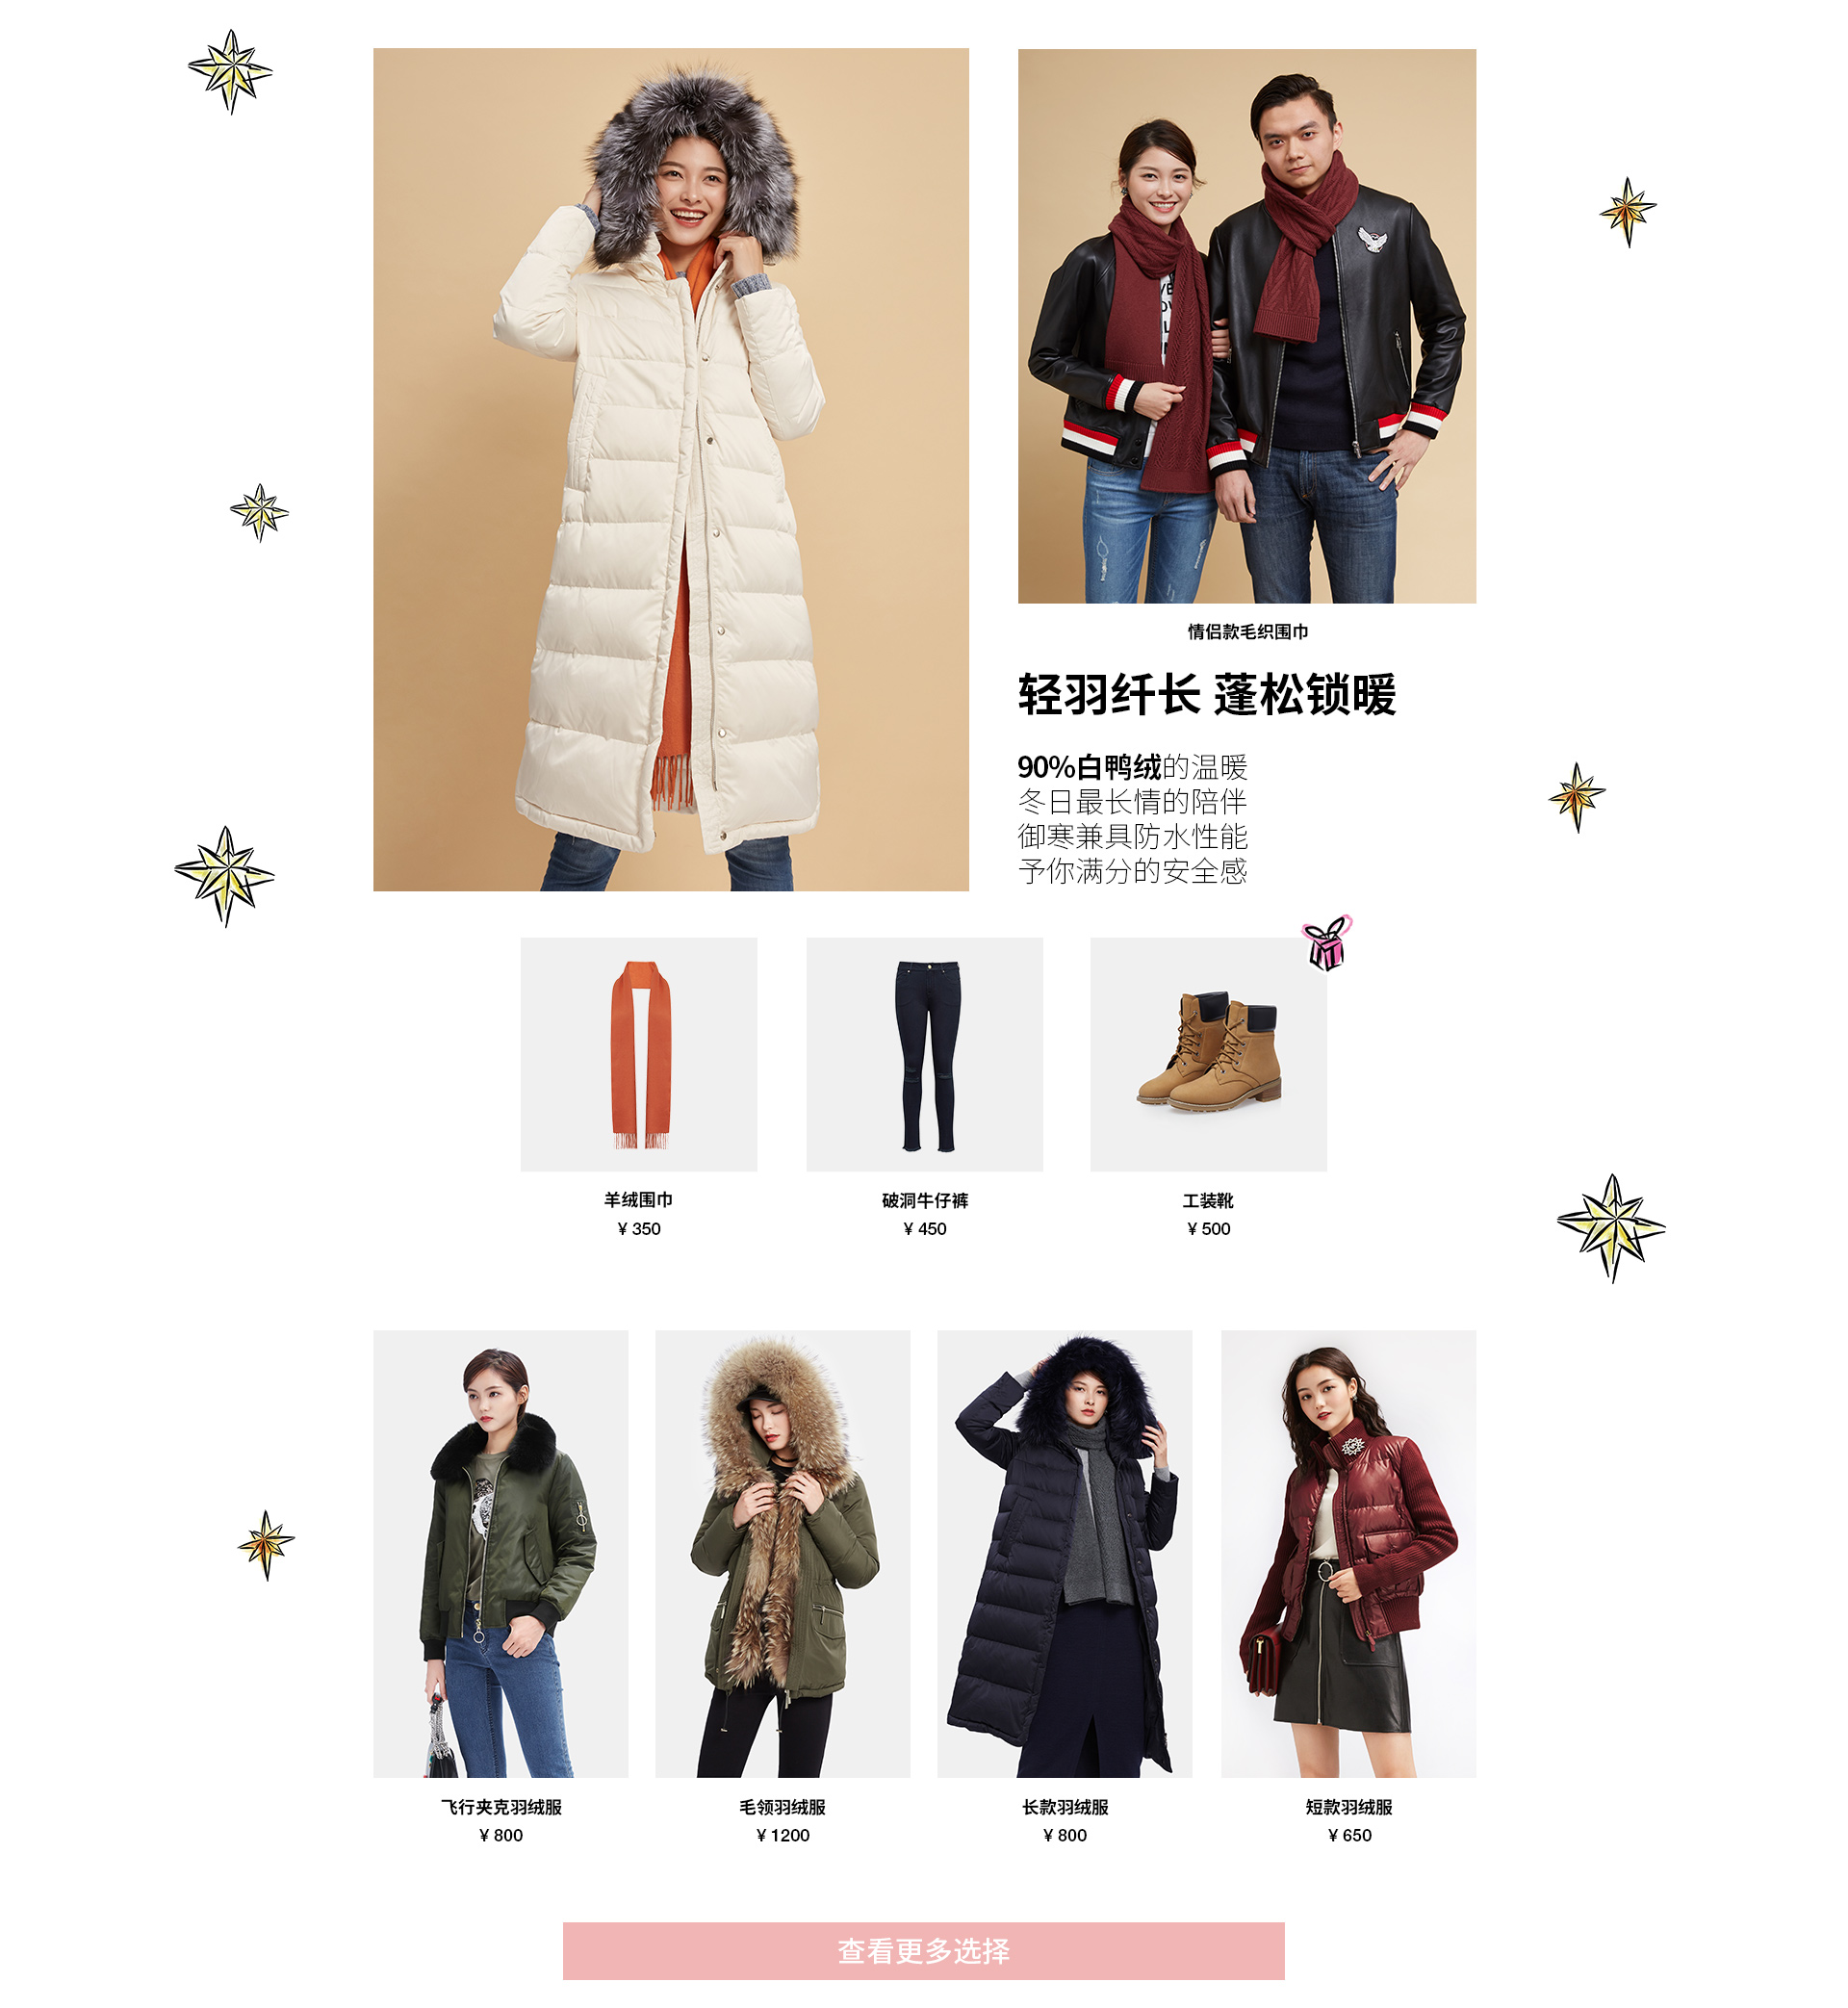 情侣款毛织围巾
轻羽纤长 蓬松锁暖
90%白鸭绒的温暖
冬日最长情的陪伴
御寒兼具防水性能
予你满分的安全感
羊绒围巾
¥ 350
破洞牛仔裤
¥ 450
工装靴
¥ 500
飞行夹克羽绒服
¥ 800
毛领羽绒服
¥ 1200
长款羽绒服
¥ 800
短款羽绒服
¥ 650
查看更多选择